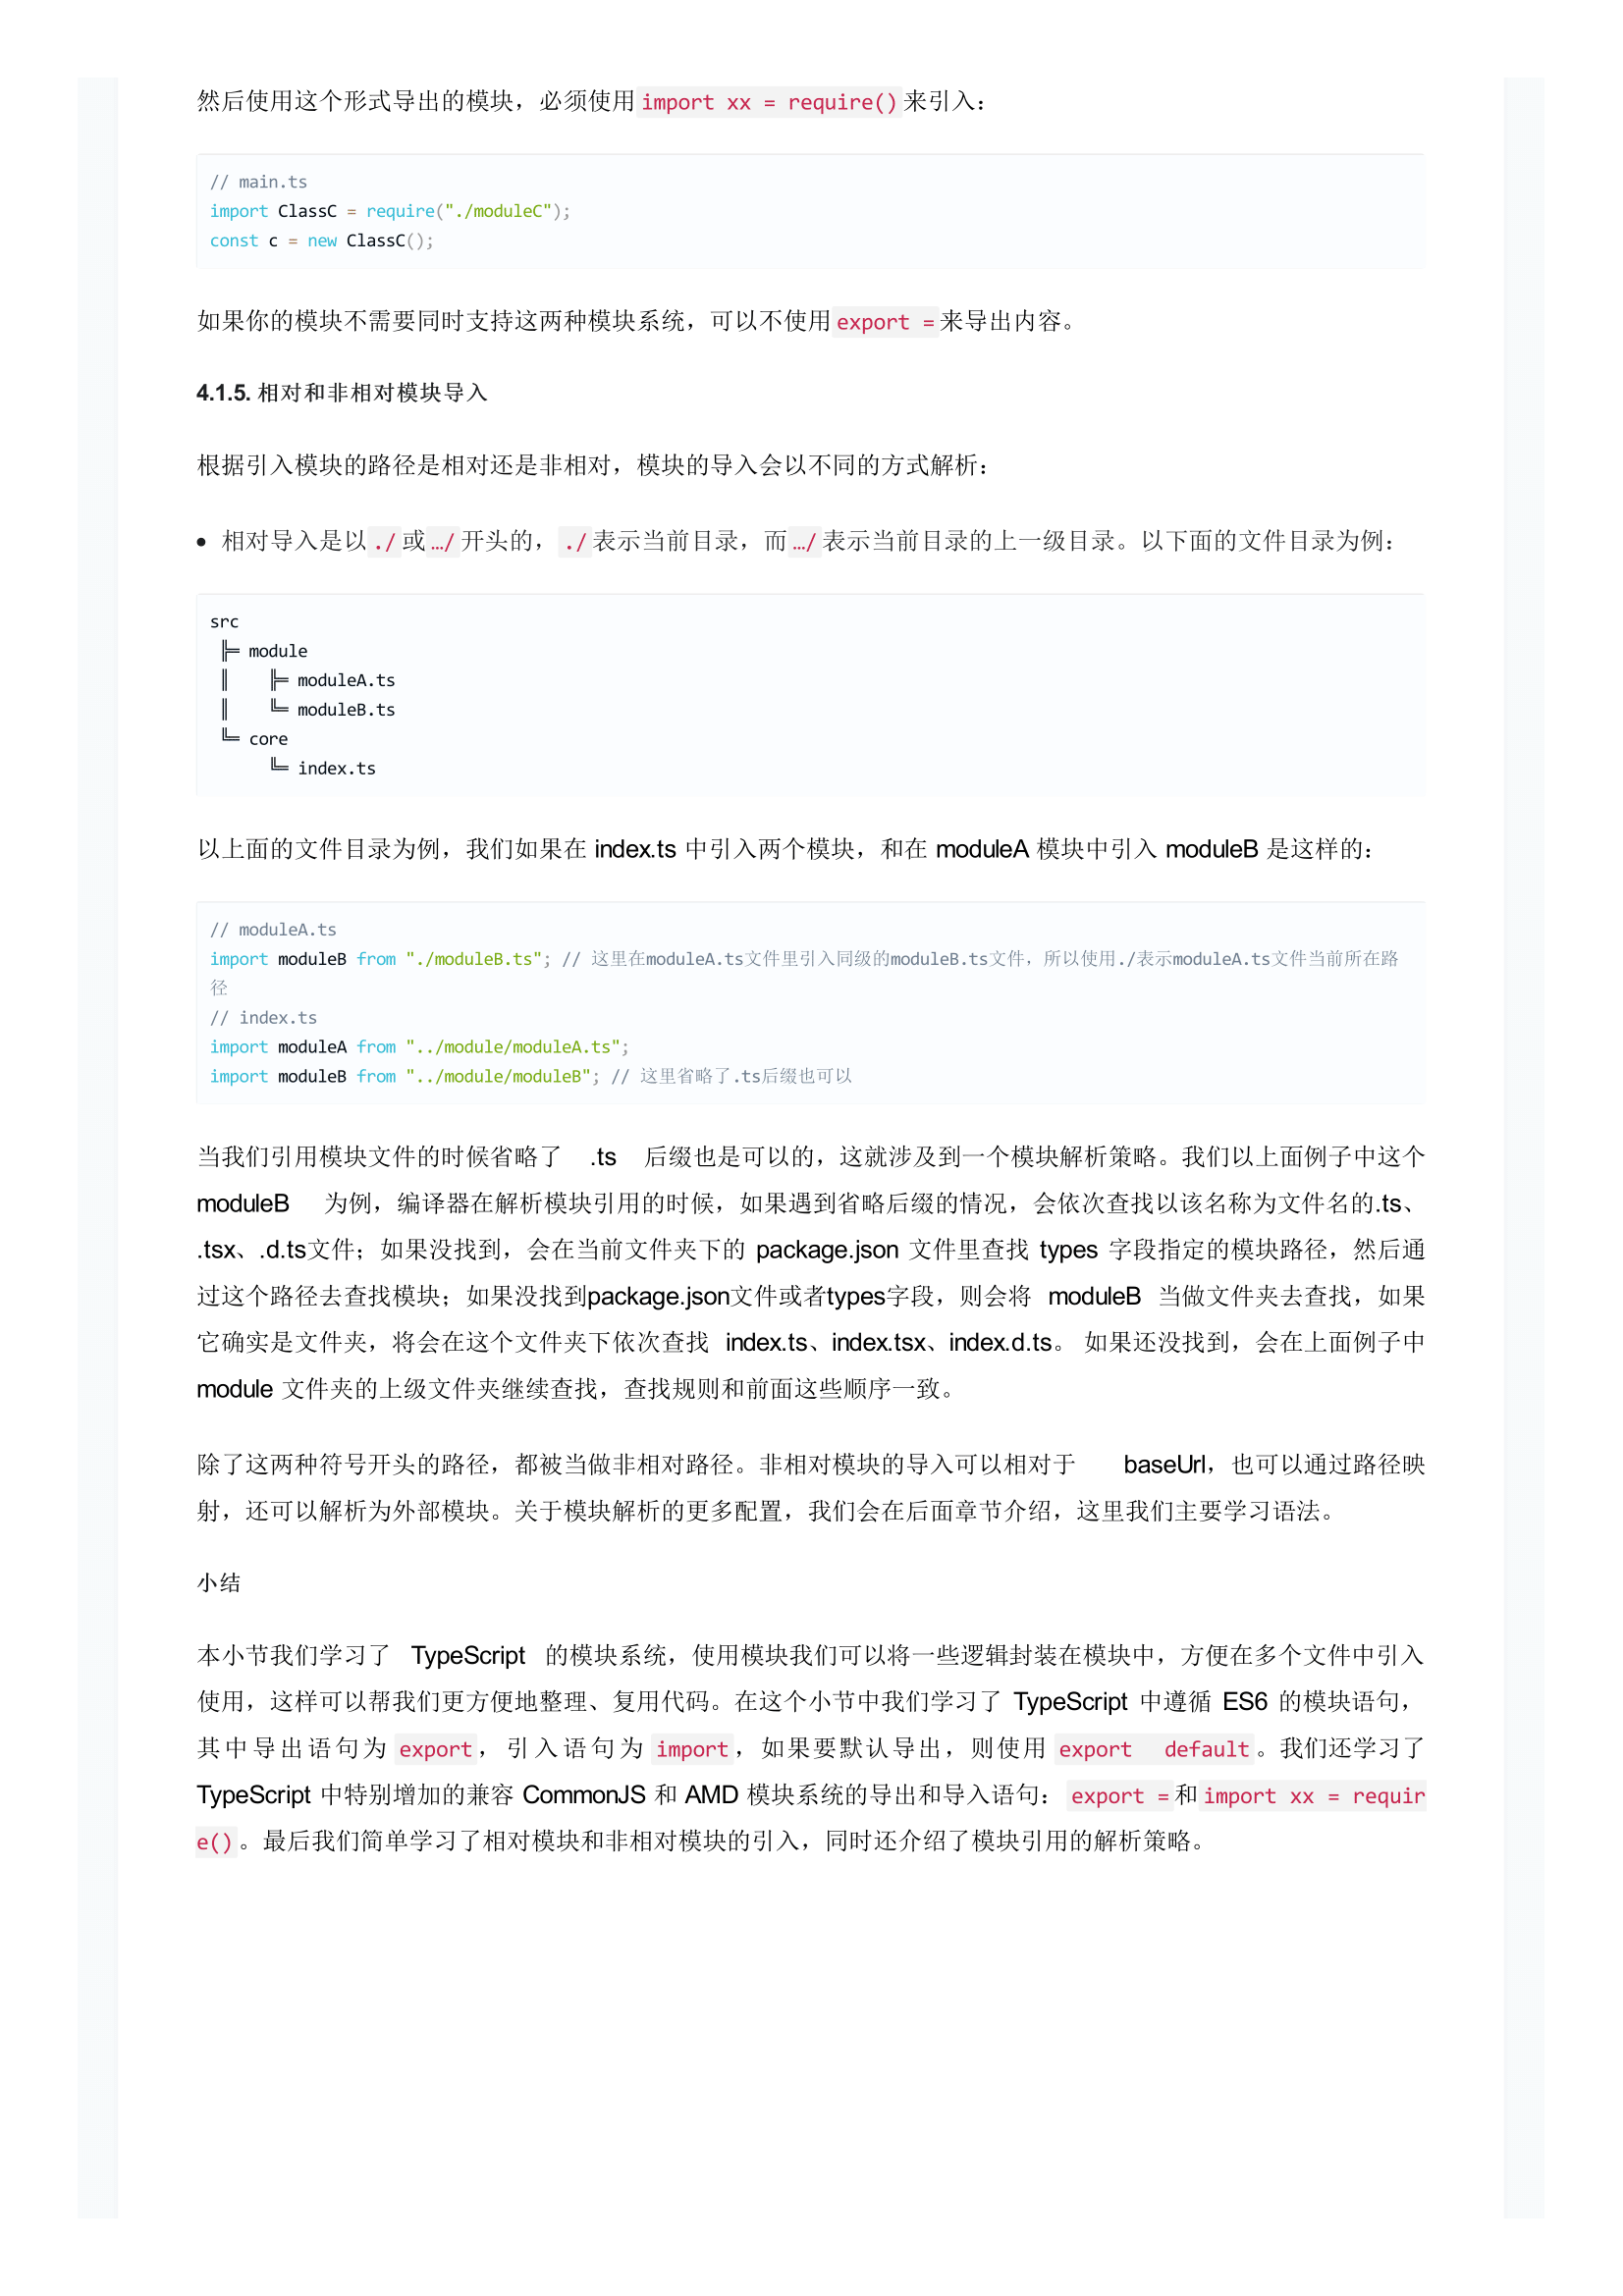 然后使用这个形式导出的模块，必须使用import xx = require()来引入：
// main.ts
import ClassC = require("./moduleC");
const c = new ClassC();
如果你的模块不需要同时支持这两种模块系统，可以不使用export =来导出内容。
4.1.5. 相对和非相对模块导入
根据引入模块的路径是相对还是非相对，模块的导入会以不同的方式解析：
• 相对导入是以./或…/开头的，./表示当前目录，而…/表示当前目录的上一级目录。以下面的文件目录为例：
src
 ╠═ module
 ║    ╠═ moduleA.ts
 ║    ╚═ moduleB.ts
 ╚═ core
      ╚═ index.ts
以上面的文件目录为例，我们如果在 index.ts 中引入两个模块，和在 moduleA 模块中引入 moduleB 是这样的：
// moduleA.ts
import moduleB from "./moduleB.ts"; // 这里在moduleA.ts文件里引入同级的moduleB.ts文件，所以使用./表示moduleA.ts文件当前所在路
径
// index.ts
import moduleA from "../module/moduleA.ts";
import moduleB from "../module/moduleB"; // 这里省略了.ts后缀也可以
当我们引用模块文件的时候省略了 .ts 后缀也是可以的，这就涉及到一个模块解析策略。我们以上面例子中这个
moduleB 为例，编译器在解析模块引用的时候，如果遇到省略后缀的情况，会依次查找以该名称为文件名的.ts、
.tsx、.d.ts文件；如果没找到，会在当前文件夹下的 package.json 文件里查找 types 字段指定的模块路径，然后通
过这个路径去查找模块；如果没找到package.json文件或者types字段，则会将 moduleB 当做文件夹去查找，如果
它确实是文件夹，将会在这个文件夹下依次查找 index.ts、index.tsx、index.d.ts。 如果还没找到，会在上面例子中
module 文件夹的上级文件夹继续查找，查找规则和前面这些顺序一致。
除了这两种符号开头的路径，都被当做非相对路径。非相对模块的导入可以相对于 baseUrl，也可以通过路径映
射，还可以解析为外部模块。关于模块解析的更多配置，我们会在后面章节介绍，这里我们主要学习语法。
小结
本小节我们学习了 TypeScript 的模块系统，使用模块我们可以将一些逻辑封装在模块中，方便在多个文件中引入
使用，这样可以帮我们更方便地整理、复用代码。在这个小节中我们学习了 TypeScript 中遵循 ES6 的模块语句，
其中导出语句为export，引入语句为import，如果要默认导出，则使用export default。我们还学习了
TypeScript 中特别增加的兼容 CommonJS 和 AMD 模块系统的导出和导入语句：export =和import xx = requir
e()。最后我们简单学习了相对模块和非相对模块的引入，同时还介绍了模块引用的解析策略。